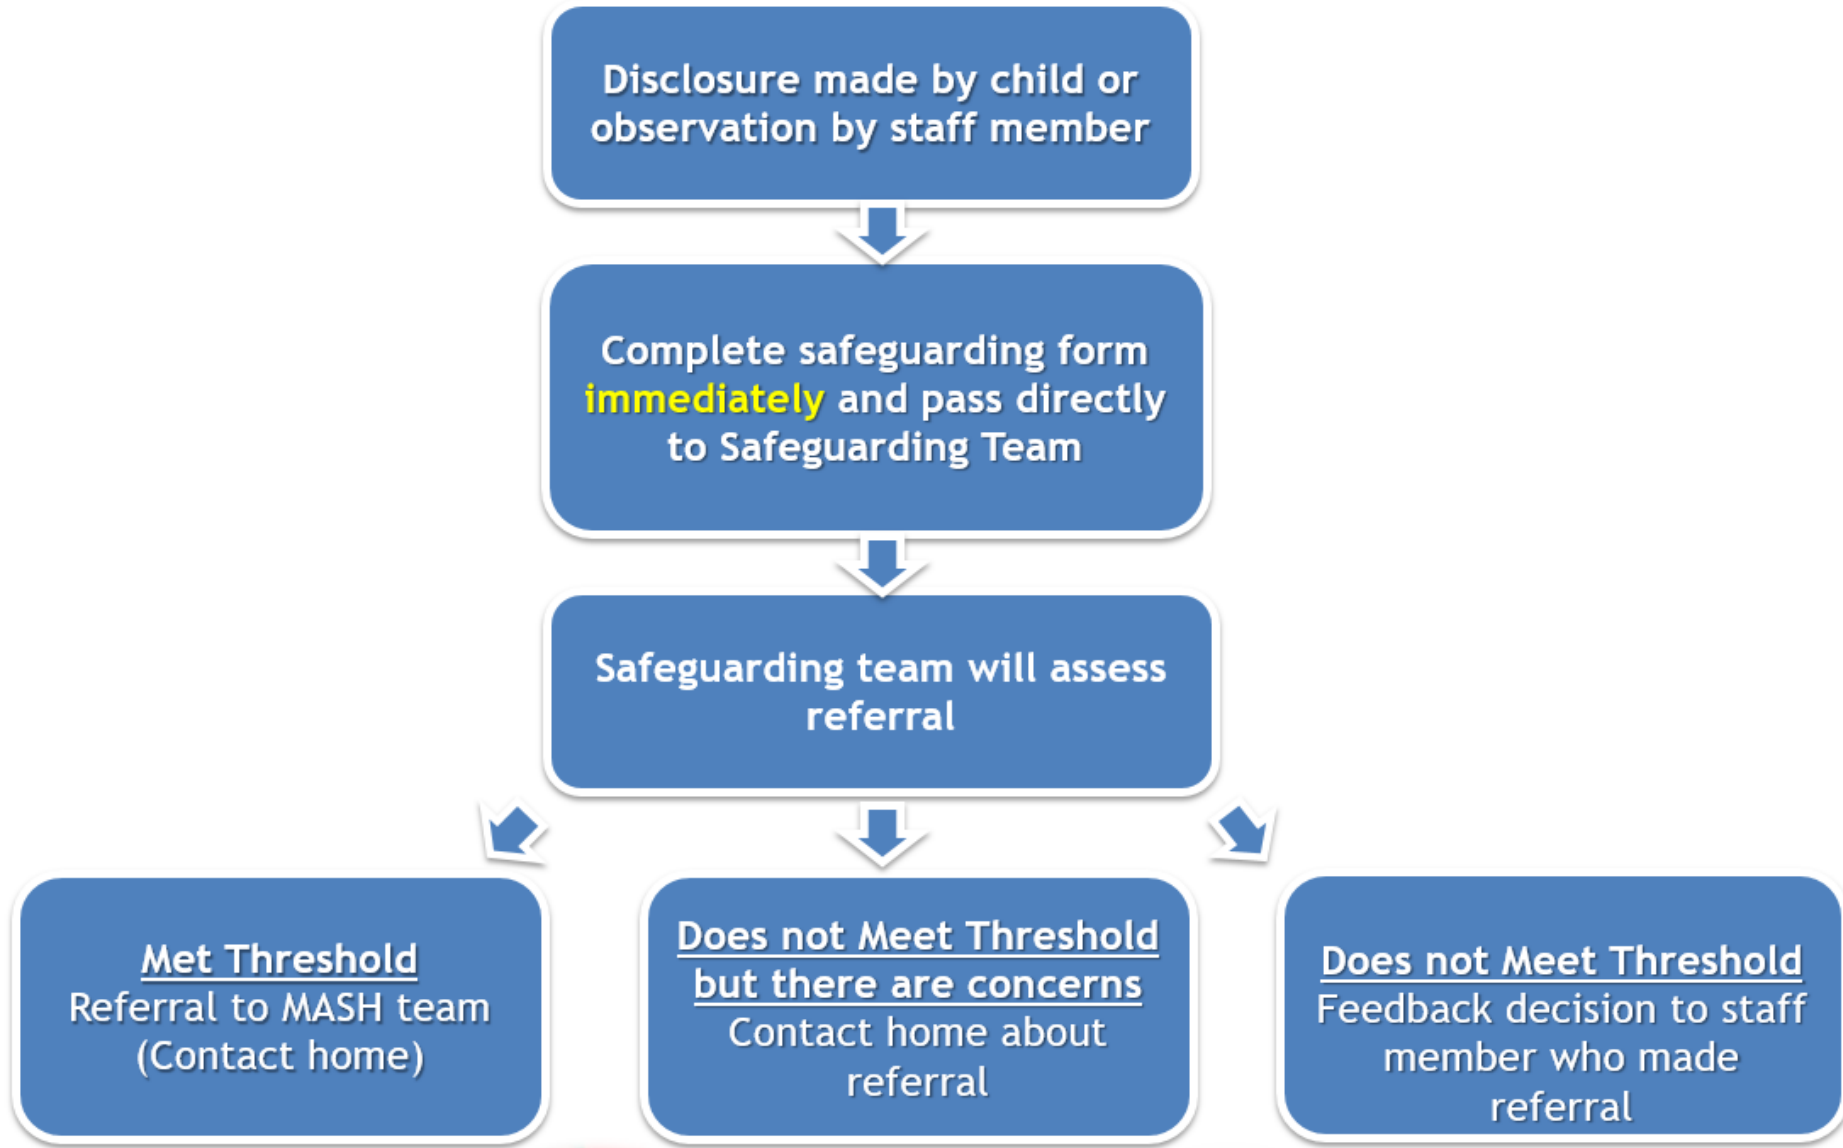 Disclosure made by child or
observation by staff member
Complete safeguarding form
immediately and pass directly
to Safeguarding Team
Safeguarding team will assess
referral
Met Threshold
Referral to MASH team
(Contact home)
Does not Meet Threshold
but there are concerns
Contact home about
referral
Does not Meet Threshold
Feedback decision to staff
member who made
referral